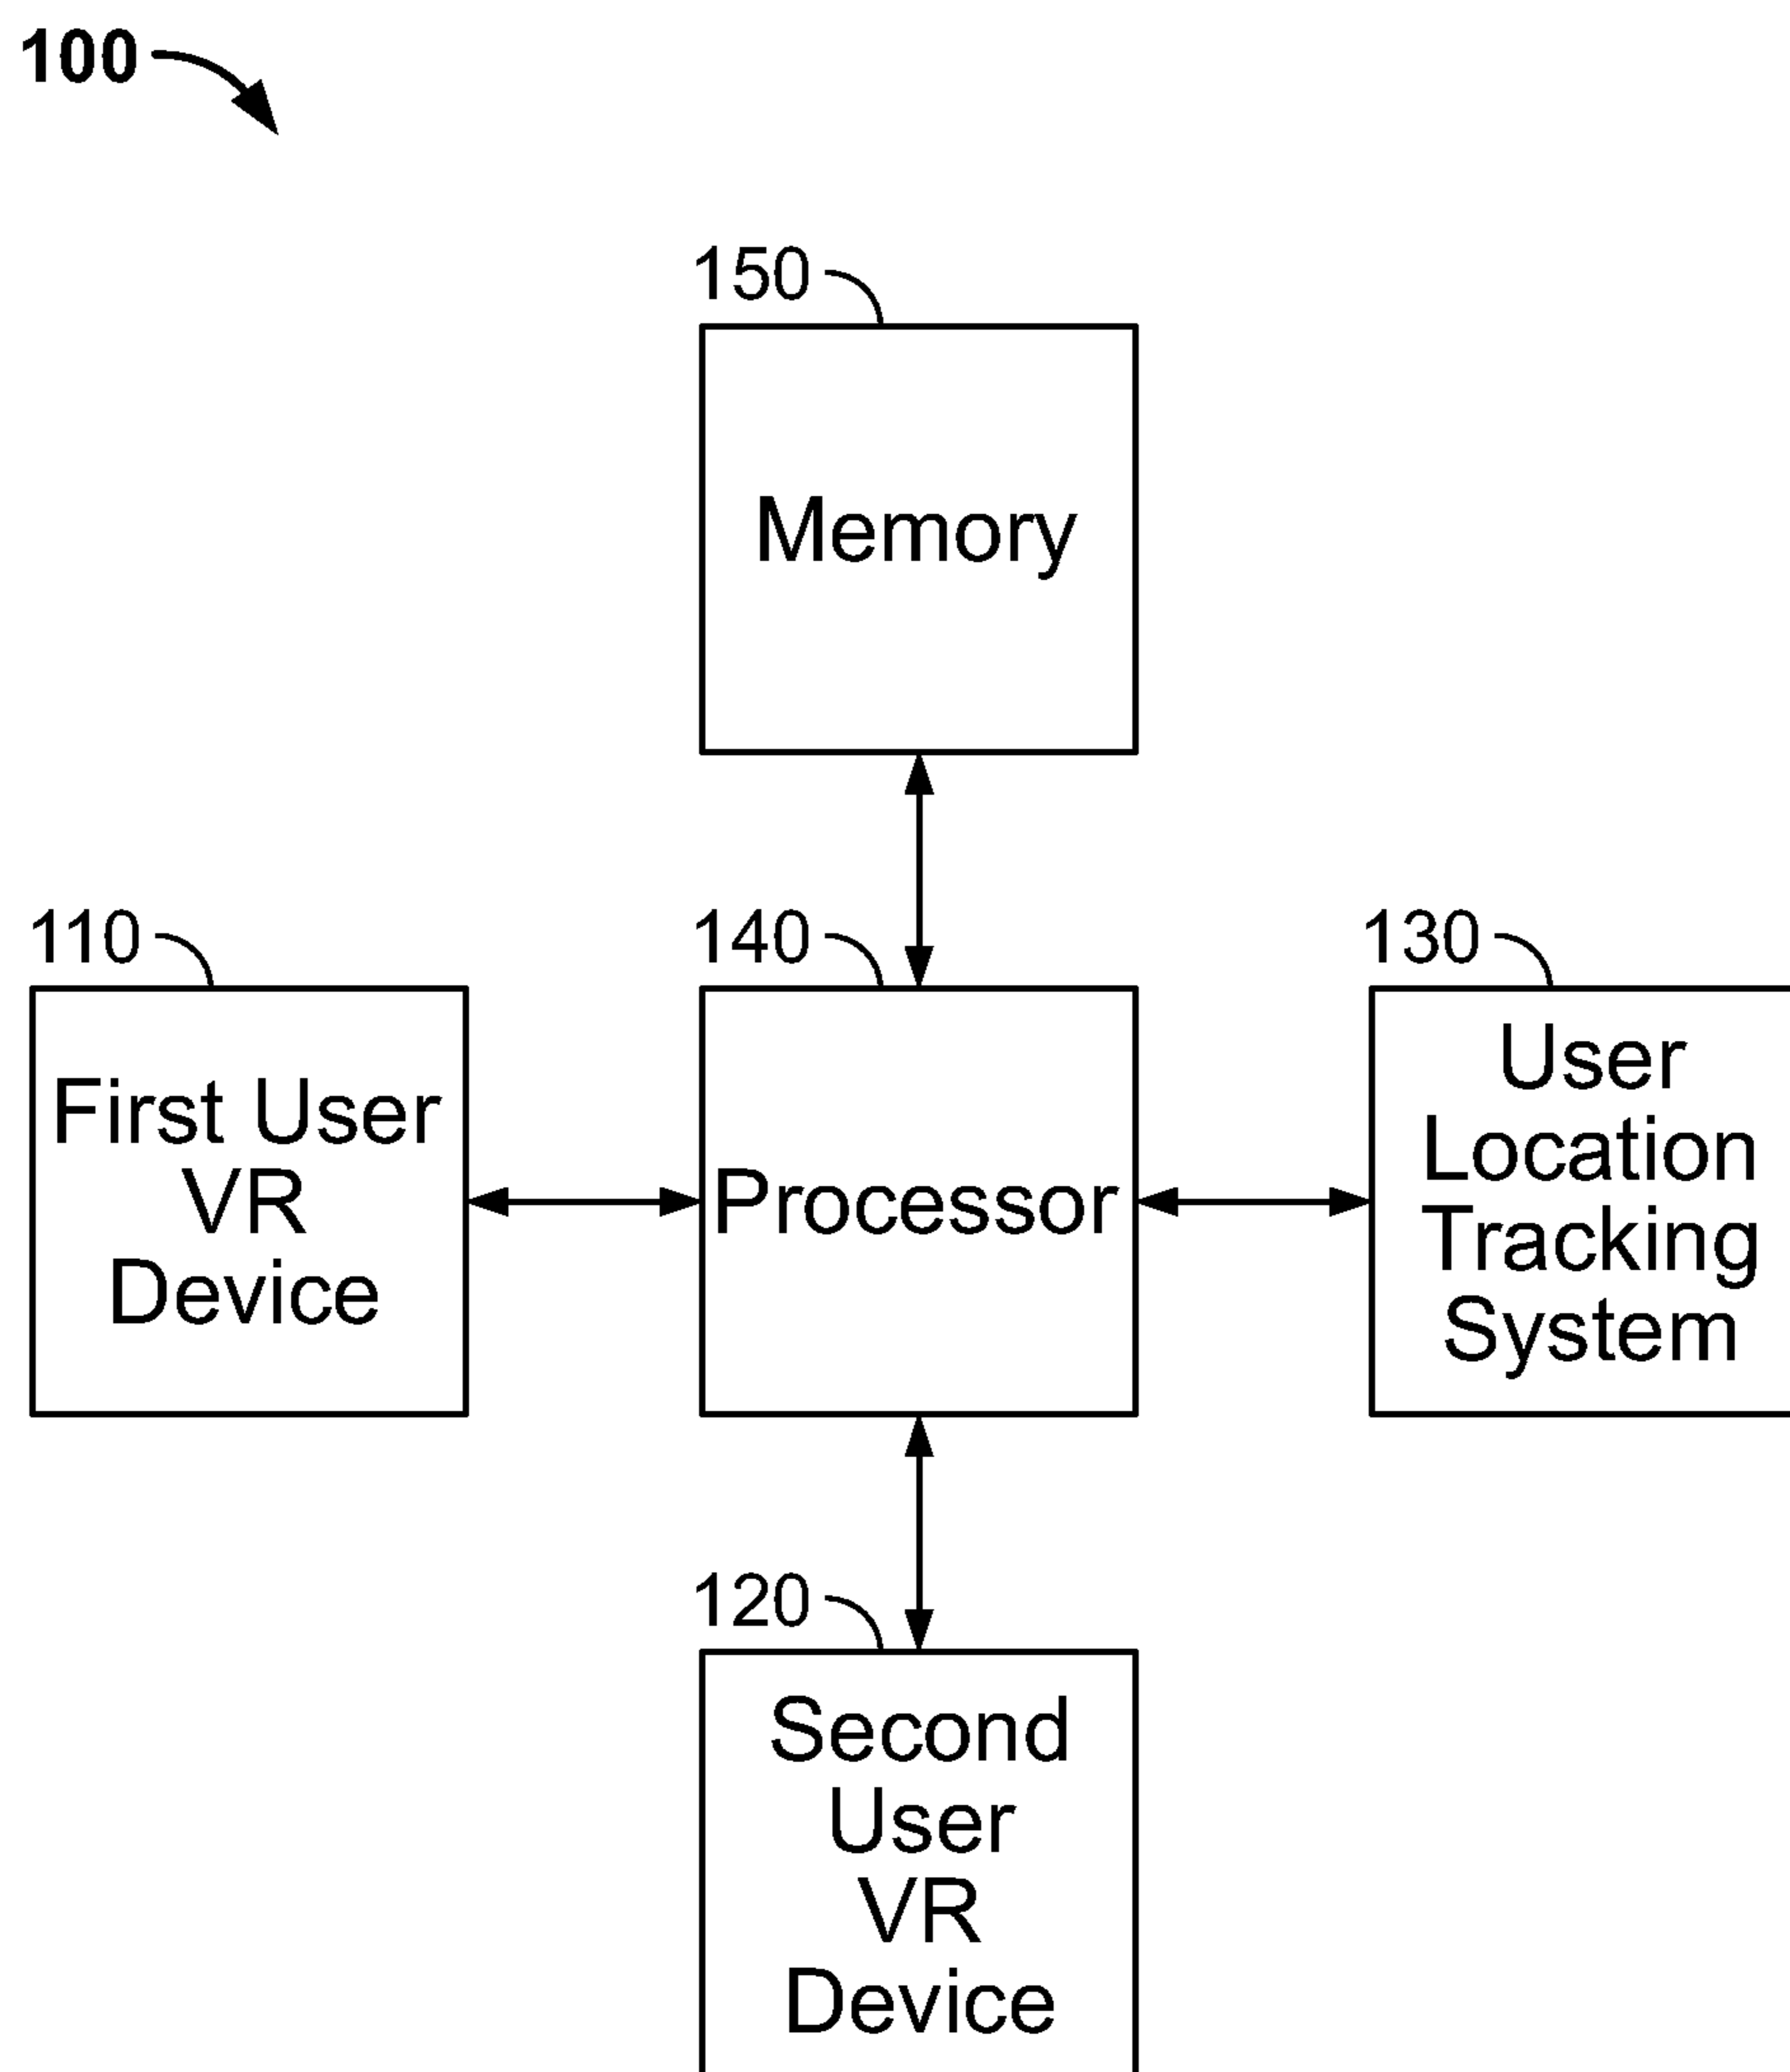 100
150
Memory
110
140
130
First User
VR
Device
Processor
User
Location
Tracking
System
120
Second
User
VR
Device